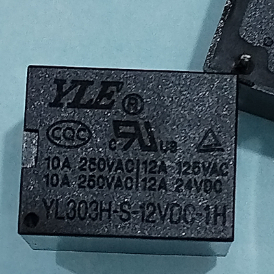 YLE®
CQC c UR US
10A 250VAC 12A 125VAC
10A 250VAC 12A 24VDC
YL303H-S-12VDC-1H